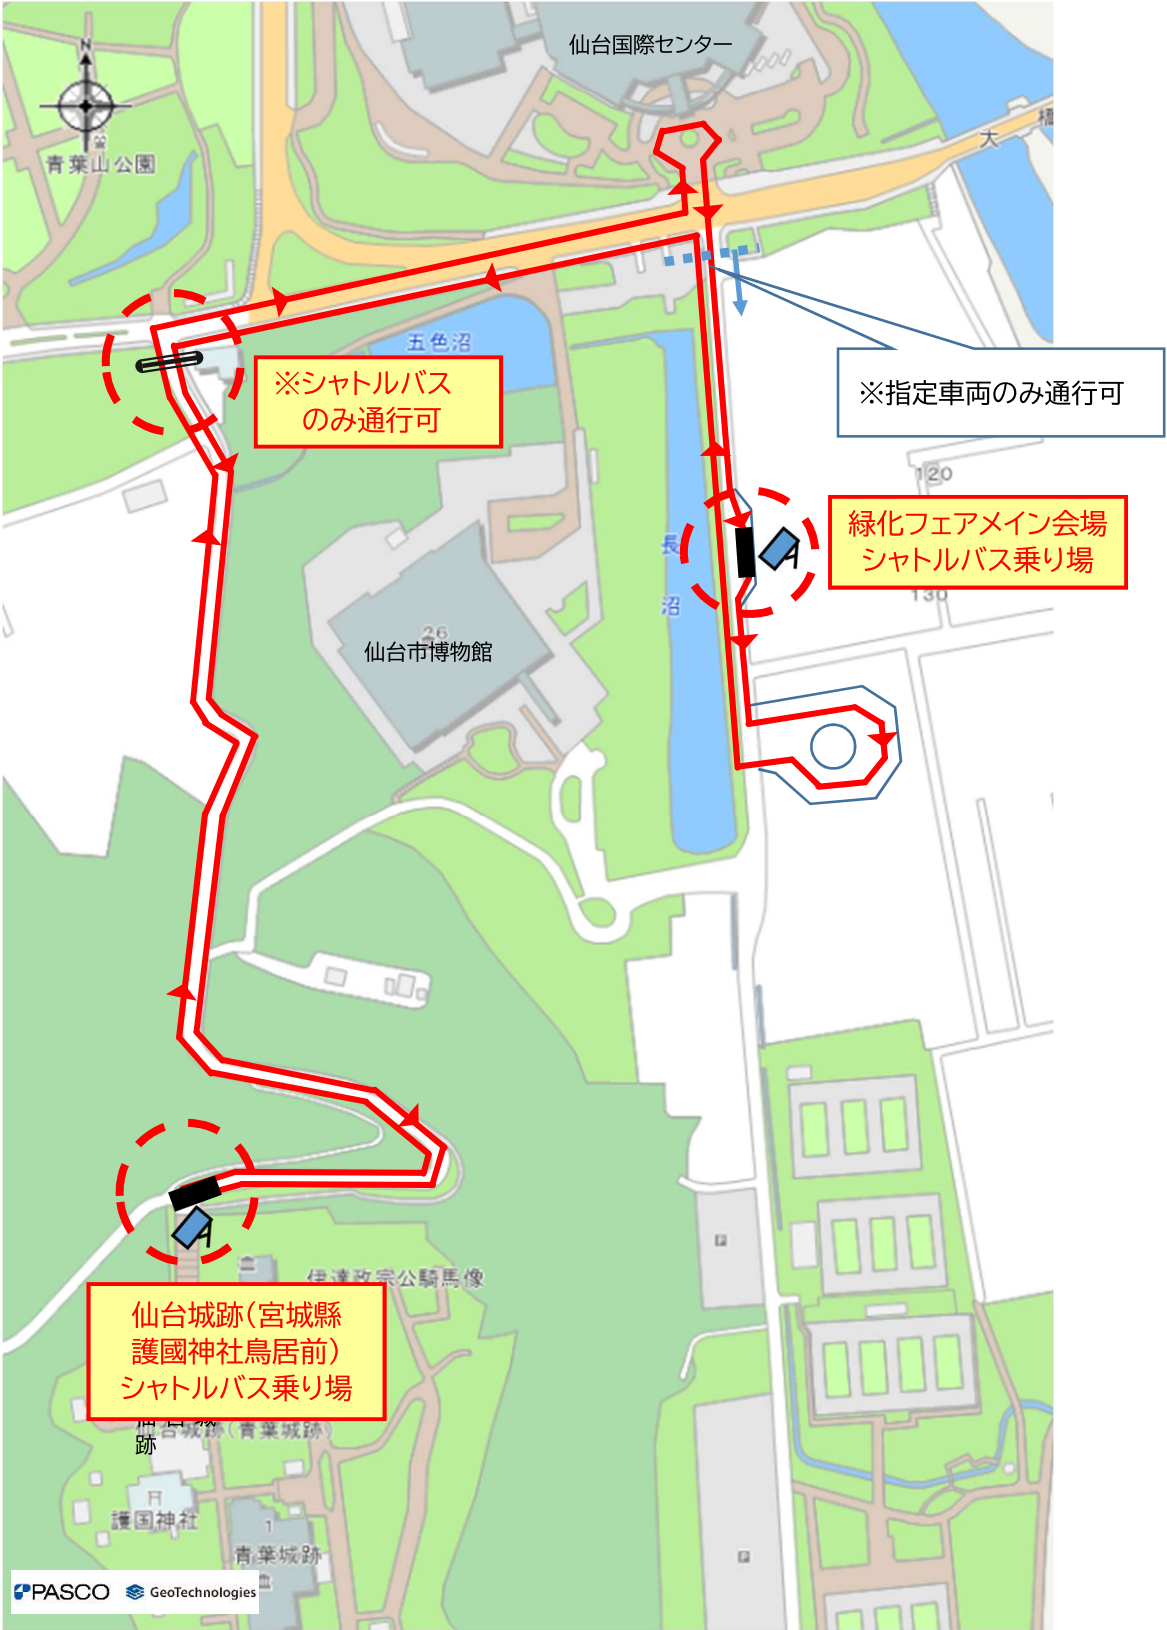 仙台国際センター
N
大
橋
青葉山公園
五色沼
※シャトルバス
のみ通行可
※指定車両のみ通行可
120
緑化フェアメイン会場
シャトルバス乗り場
長
沼
130
26
仙台市博物館
P
伊達政宗公騎馬像
仙台城跡（宮城縣
護國神社鳥居前）
シャトルバス乗り場
仙台城跡(青葉城跡)
跡
護国神社
1
青葉城跡
P
PASCO
GeoTechnologies